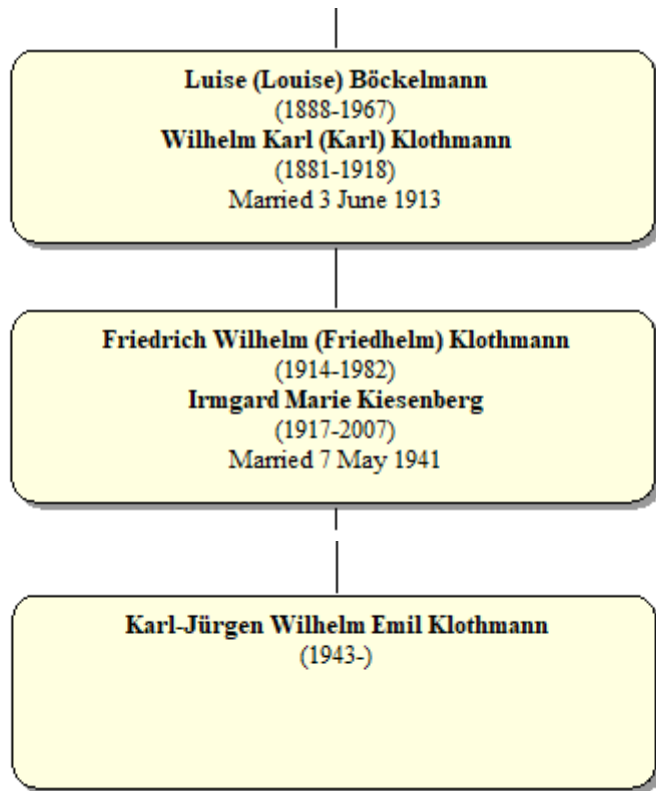 Luise (Louise) Böckelmann
(1888-1967)
Wilhelm Karl (Karl) Klothmann
(1881-1918)
Married 3 June 1913
Friedrich Wilhelm (Friedhelm) Klothmann
(1914-1982)
Irmgard Marie Kiesenberg
(1917-2007)
Married 7 May 1941
Karl-Jürgen Wilhelm Emil Klothmann
(1943-)